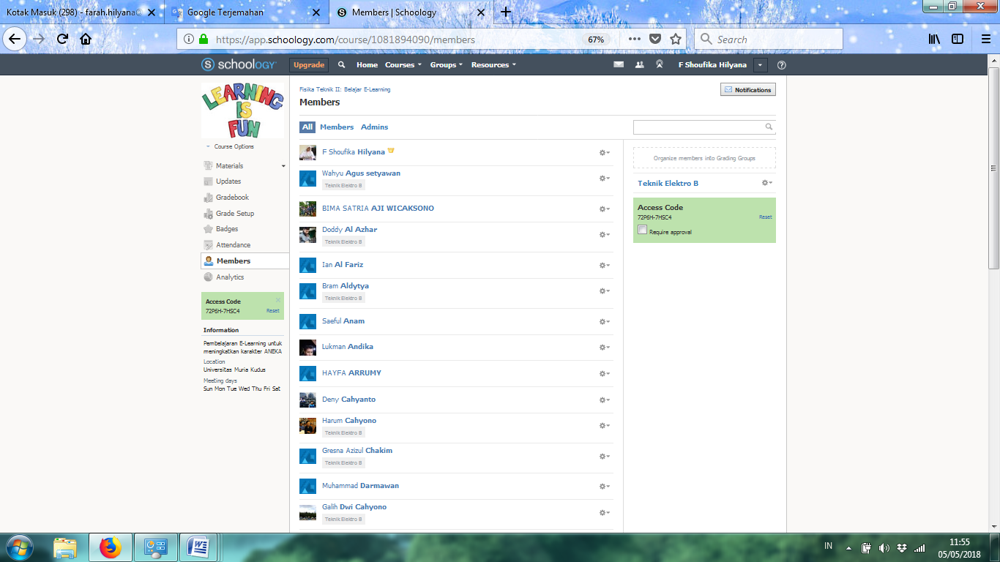 Kotak Masuk (298) - farah.hilyana@
Google Terjemahan
Members | Schoology
https://app.schoology.com/course/1081894090/members
67%
Search
schoology
Upgrade
Home
Courses
Groups
Resources
F Shoufika Hilyana
LEARNING
IS
FUN
Course Options
Materials
Updates
Gradebook
Grade Setup
Badges
Attendance
Members
Analytics
Access Code
72P6H-7HSC4
Reset
Information
Pembelajaran E-Learning untuk
meningkatkan karakter ANEKA
Location
Universitas Muria Kudus
Meeting days
Sun Mon Tue Wed Thu Fri Sat
Fisika Teknik II: Belajar E-Learning
Members
Notifications
All
Members
Admins
F Shoufika Hilyana
Wahyu Agus setyawan
Teknik Elektro B
BIMA SATRIA AJI WICAKSONO
Doddy Al Azhar
Teknik Elektro B
Ian Al Fariz
Bram Aldytya
Teknik Elektro B
Saeful Anam
Lukman Andika
HAYFA ARRUMY
Deny Cahyanto
Harum Cahyono
Teknik Elektro B
Gresna Azizul Chakim
Teknik Elektro B
Muhammad Darmawan
Galih Dwi Cahyono
Teknik Elektro B
Organize members into Grading Groups
Teknik Elektro B
Access Code
72P6H-7HSC4
Reset
Require approval
IN
11:55
05/05/2018